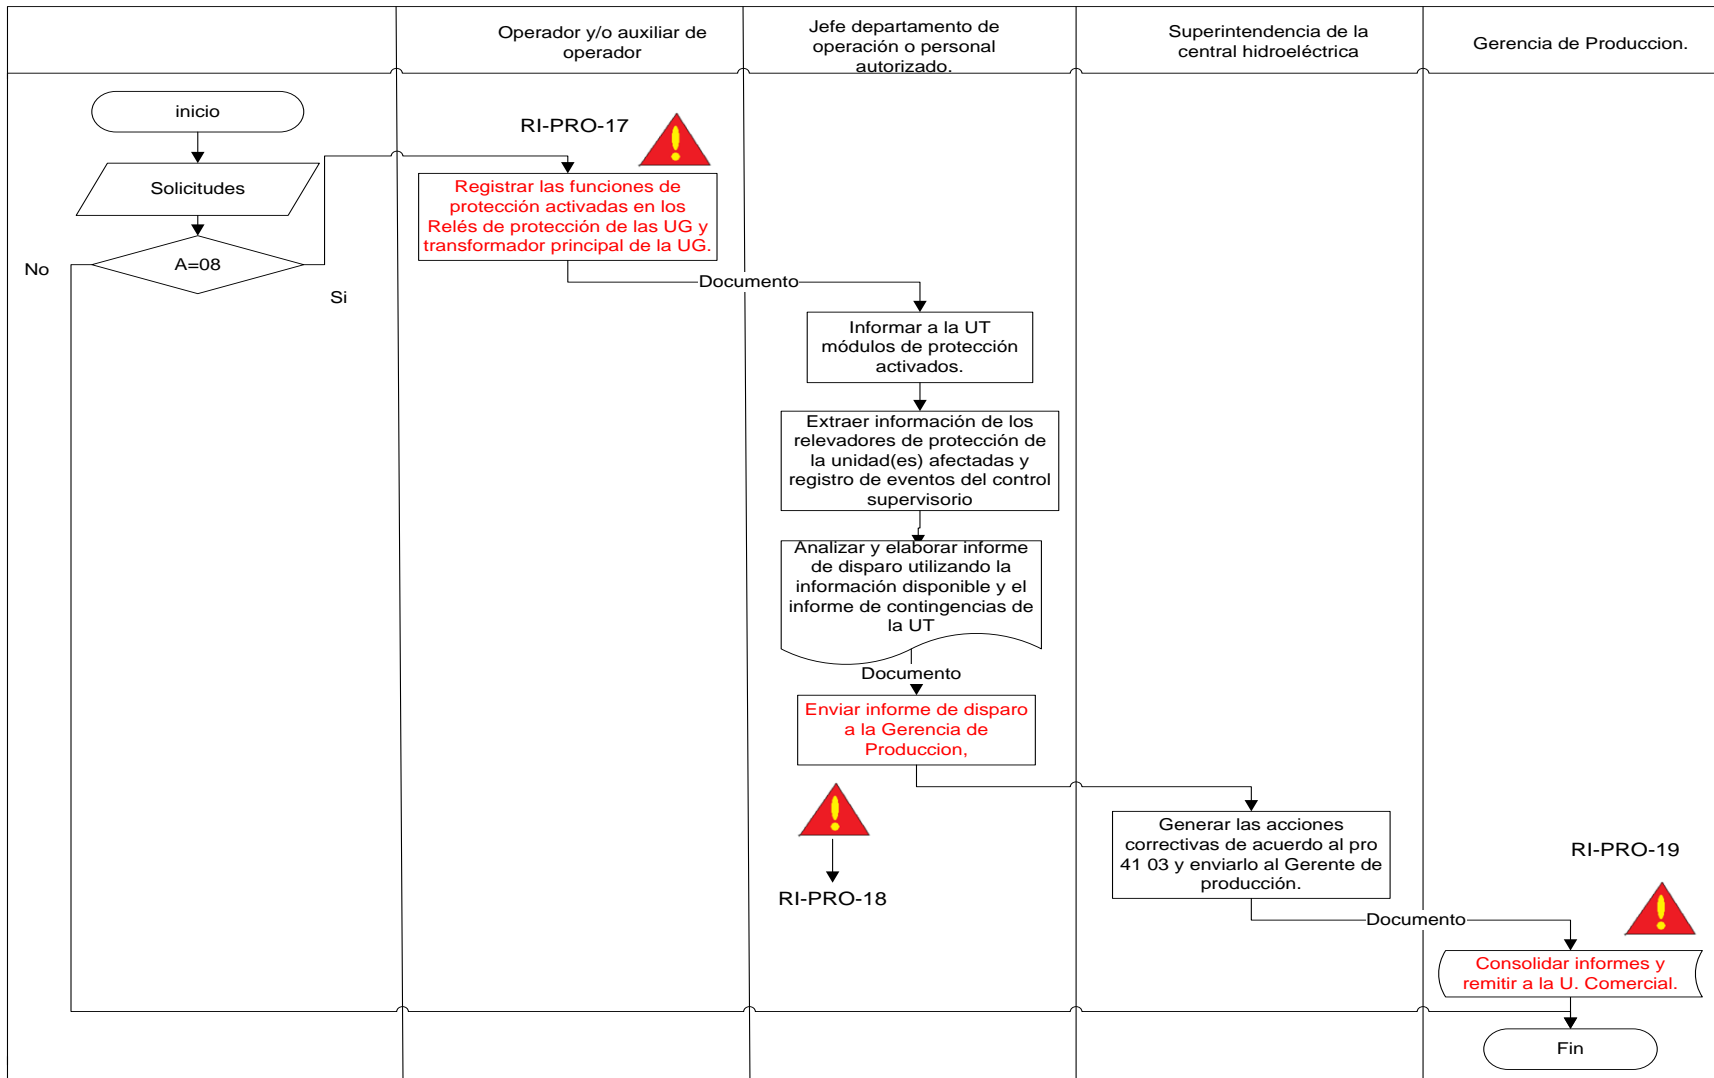 Operador y/o auxiliar de
operador
Jefe departamento de
operación o personal
autorizado.
Superintendencia de la
central hidroeléctrica
Gerencia de Produccion.
inicio
Solicitudes
A=08
No
Si
RI-PRO-17
Registrar las funciones de
protección activadas en los
Relés de protección de las UG y
transformador principal de la UG.
Documento
Informar a la UT
módulos de protección
activados.
Extraer información de los
relevadores de protección de
la unidad(es) afectadas y
registro de eventos del control
supervisorio
Analizar y elaborar informe
de disparo utilizando la
información disponible y el
informe de contingencias de
la UT
Documento
Enviar informe de disparo
a la Gerencia de
Produccion,
RI-PRO-18
Generar las acciones
correctivas de acuerdo al pro
41 03 y enviarlo al Gerente de
producción.
Documento
RI-PRO-19
Consolidar informes y
remitir a la U. Comercial.
Fin